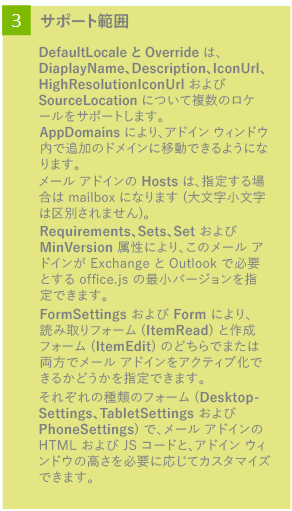 3 サポート範囲
DefaultLocale と Override は、
DiaplayName、Description、IconUrl、
HighResolutionIconUrl および
SourceLocation について複数のロケ
ールをサポートします。
AppDomains により、アドイン ウィンドウ
内で追加のドメインに移動できるようにな
ります。
メール アドインの Hosts は、指定する場
合は mailbox になります (大文字小文字
は区別されません)。
Requirements、Sets、Set および
MinVersion 属性により、このメール ア
ドインが Exchange と Outlook で必要
とする office.js の最小バージョンを指
定できます。
FormSettings および Form により、
読み取りフォーム (ItemRead) と作成
フォーム (ItemEdit) のどちらでまたは
両方でメール アドインをアクティブ化で
きるかどうかを指定できます。
それぞれの種類のフォーム (Desktop-
Settings、TabletSettings および
PhoneSettings) で、メール アドインの
HTML および JS コードと、アドイン ウィ
ンドウの高さを必要に応じてカスタマイズ
できます。